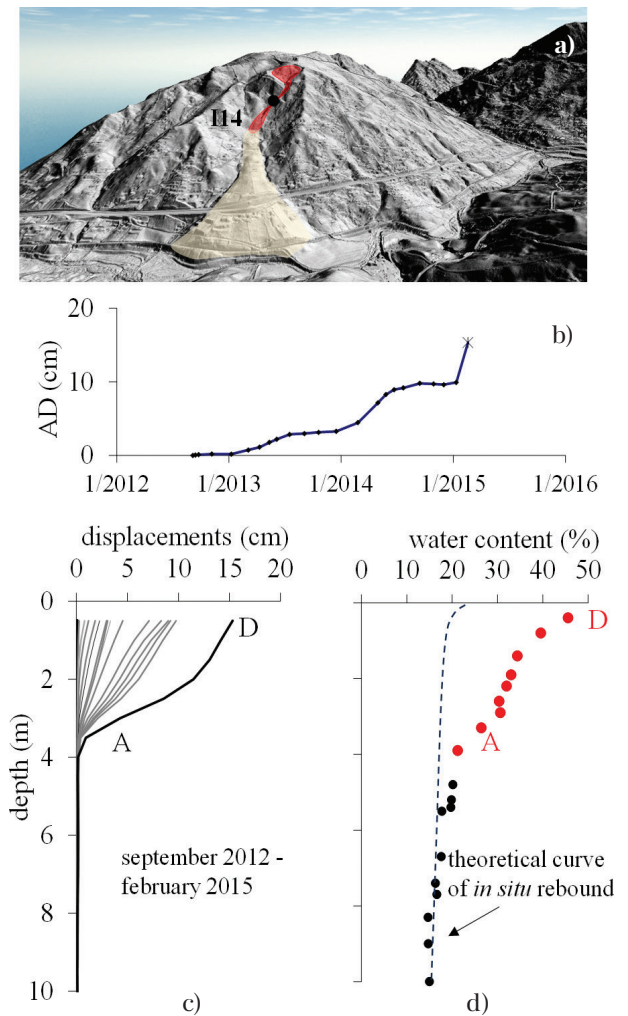 a)
I14
b)
20
10
0
AD (cm)
1/2012 1/2013 1/2014 1/2015 1/2016
displacements (cm)
0 5 10 15 20
0
2
4
6
8
10
depth (m)
D
A
september 2012 -
february 2015
c)
water content (%)
0 10 20 30 40 50
D
A
theoretical curve
of in situ rebound
d)